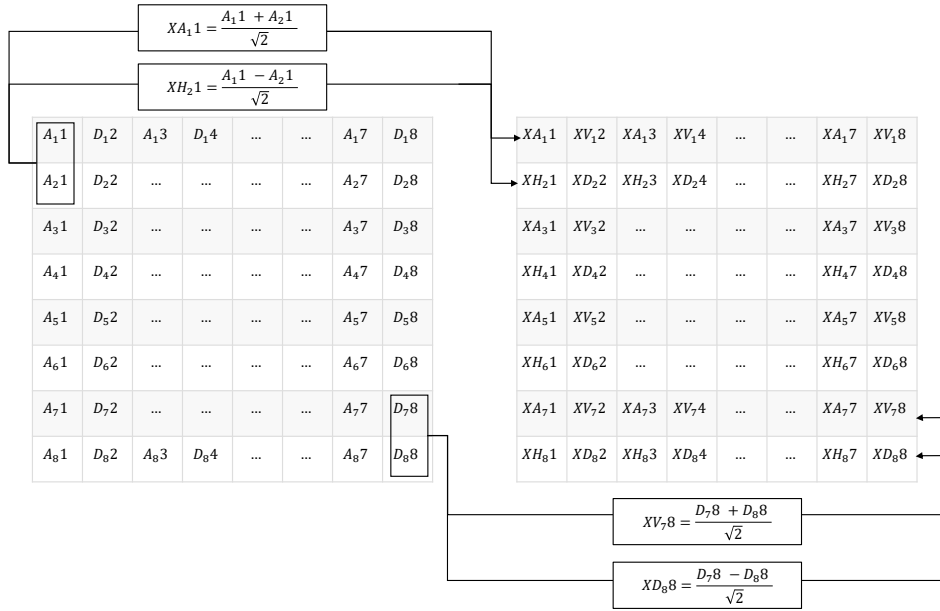 XA₁1 = (A₁1 + A₂1)/√2
XH₂1 = (A₁1 − A₂1)/√2
A₁1 D₁2 A₁3 D₁4 ... ... A₁7 D₁8
A₂1 D₂2 ... ... ... ... A₂7 D₂8
A₃1 D₃2 ... ... ... ... A₃7 D₃8
A₄1 D₄2 ... ... ... ... A₄7 D₄8
A₅1 D₅2 ... ... ... ... A₅7 D₅8
A₆1 D₆2 ... ... ... ... A₆7 D₆8
A₇1 D₇2 ... ... ... ... A₇7 D₇8
A₈1 D₈2 A₈3 D₈4 ... ... A₈7 D₈8
XA₁1 XV₁2 XA₁3 XV₁4 ... ... XA₁7 XV₁8
XH₂1 XD₂2 XH₂3 XD₂4 ... ... XH₂7 XD₂8
XA₃1 XV₃2 ... ... ... ... XA₃7 XV₃8
XH₄1 XD₄2 ... ... ... ... XH₄7 XD₄8
XA₅1 XV₅2 ... ... ... ... XA₅7 XV₅8
XH₆1 XD₆2 ... ... ... ... XH₆7 XD₆8
XA₇1 XV₇2 XA₇3 XV₇4 ... ... XA₇7 XV₇8
XH₈1 XD₈2 XH₈3 XD₈4 ... ... XH₈7 XD₈8
XV₇8 = (D₇8 + D₈8)/√2
XD₈8 = (D₇8 − D₈8)/√2